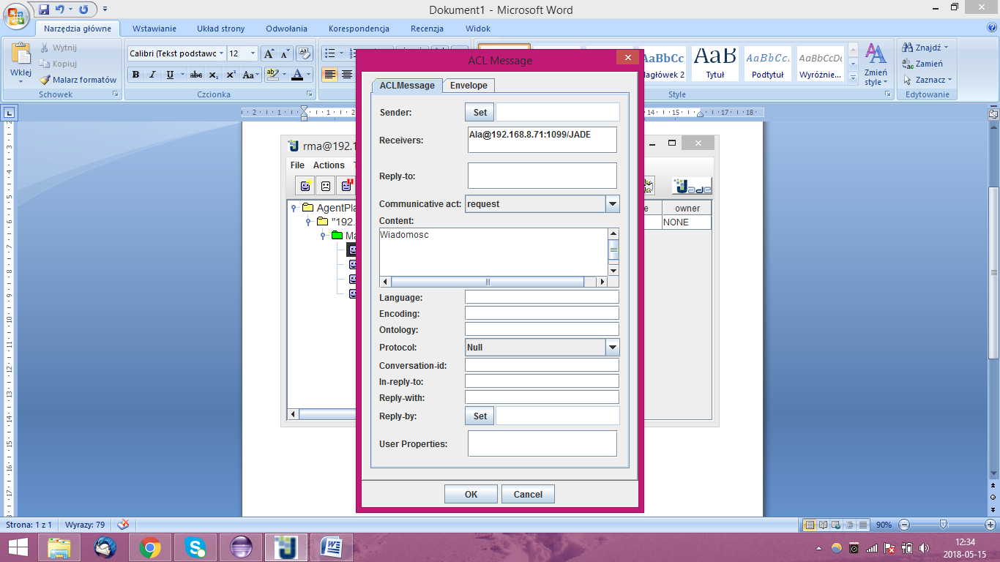 Dokument1 - Microsoft Word
Narzędzia główne Wstawianie Układ strony Odwołania Korespondencja Recenzja Widok
Wklej
Wytnij
Kopiuj
Malarz formatów
Schowek
Calibri (Tekst podstawo 12
Czcionka
AaBbCc AaB AaBbCc. AaBbCcDc
agłówek 2 Tytuł Podtytuł Wyróżnie...
Zmień
style
Style
Znajdź
Zamień
Zaznacz
Edytowanie
rma@192.1
File Actions
AgentPla
"192.
Ma
Jade
e owner
NONE
ACL Message
ACLMessage Envelope
Sender: Set
Receivers: Ala@192.168.8.71:1099/JADE
Reply-to:
Communicative act: request
Content:
Wiadomosc
Language:
Encoding:
Ontology:
Protocol: Null
Conversation-id:
In-reply-to:
Reply-with:
Reply-by: Set
User Properties:
OK Cancel
Strona: 1 z 1 Wyrazy: 79 90%
12:34
2018-05-15